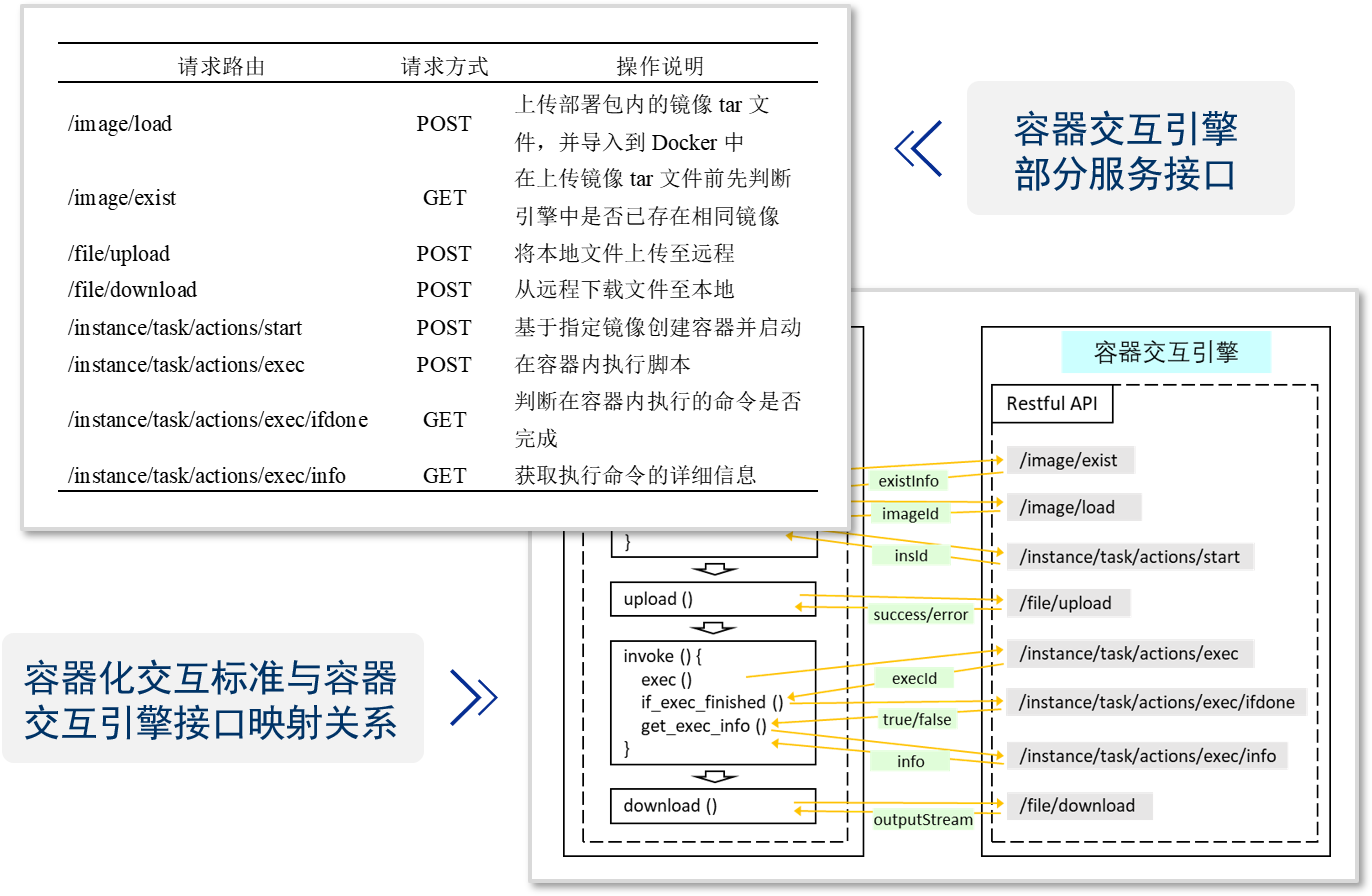 请求路由 请求方式 操作说明
/image/load POST 上传部署包内的镜像 tar 文
件，并导入到 Docker 中
/image/exist GET 在上传镜像 tar 文件前先判断
引擎中是否已存在相同镜像
/file/upload POST 将本地文件上传至远程
/file/download POST 从远程下载文件至本地
/instance/task/actions/start POST 基于指定镜像创建容器并启动
/instance/task/actions/exec POST 在容器内执行脚本
/instance/task/actions/exec/ifdone GET 判断在容器内执行的命令是否
完成
/instance/task/actions/exec/info GET 获取执行命令的详细信息
容器交互引擎
部分服务接口
容器化交互标准与容器
交互引擎接口映射关系
}
upload ()
invoke () {
exec ()
if_exec_finished ()
get_exec_info ()
}
download ()
existInfo
imageId
insId
success/error
execId
true/false
info
outputStream
容器交互引擎
Restful API
/image/exist
/image/load
/instance/task/actions/start
/file/upload
/instance/task/actions/exec
/instance/task/actions/exec/ifdone
/instance/task/actions/exec/info
/file/download